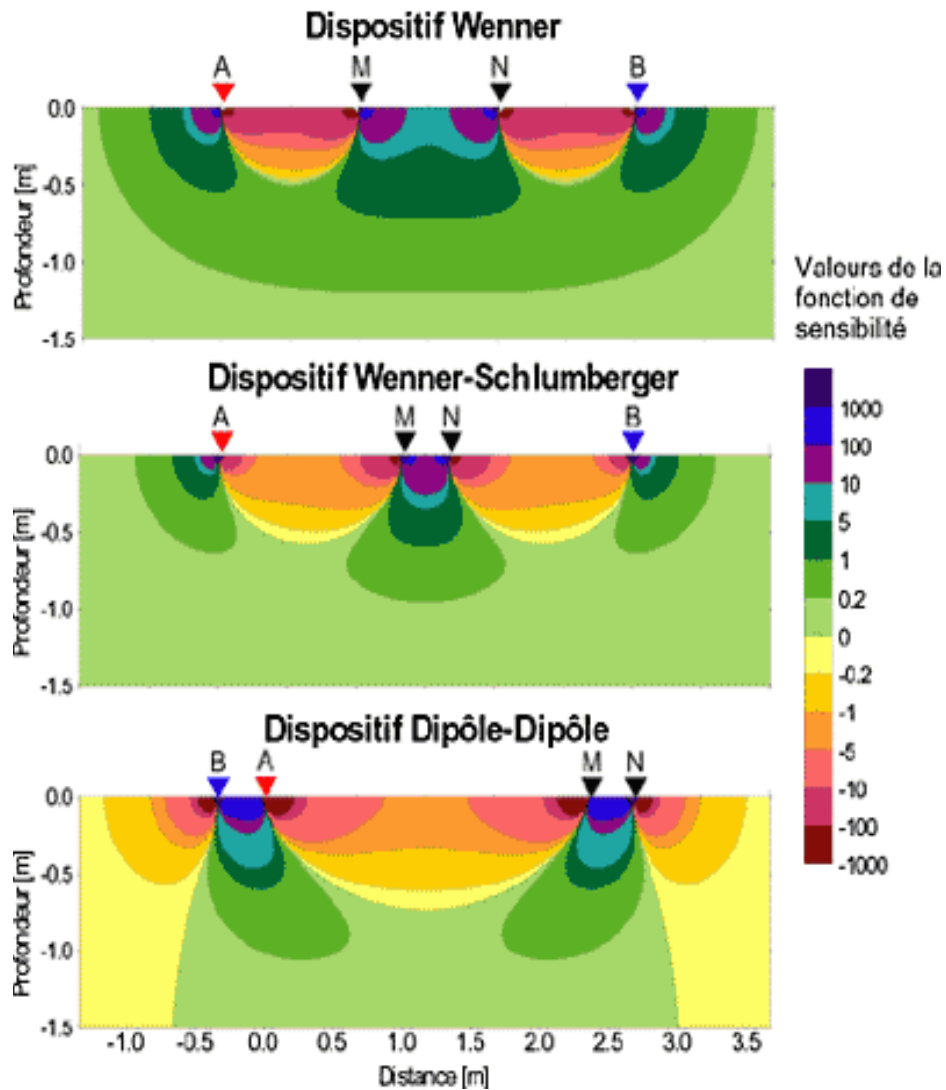 Dispositif Wenner
A M N B
0.0
-0.5
-1.0
-1.5
Profondeur [m]
Valours de la
fonction de
sensibilité
1000
100
10
5
1
0.2
0
-0.2
-1
-5
-10
-100
-1000
Dispositif Wenner-Schlumberger
A M N B
0.0
-0.5
-1.0
-1.5
Profondeur [m]
Dispositif Dipôle-Dipôle
B A M N
0.0
-0.5
-1.0
-1.5
Profondeur [m]
-1.0 -0.5 0.0 0.5 1.0 1.5 2.0 2.5 3.0 3.5
Distance [m]